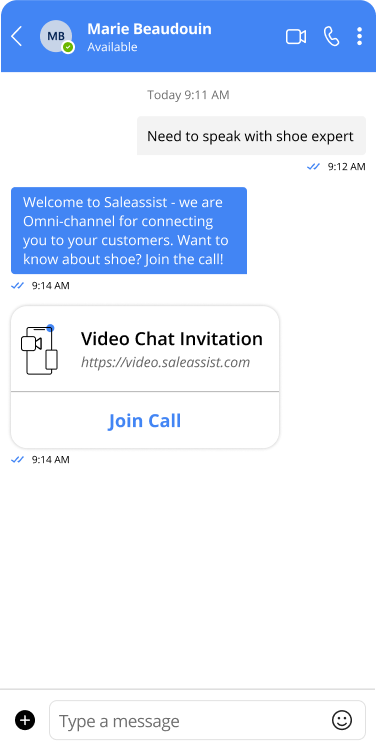 MB
Marie Beaudouin
Available
Today 9:11 AM
Need to speak with shoe expert
9:12 AM
Welcome to Saleassist - we are
Omni-channel for connecting
you to your customers. Want to
know about shoe? Join the call!
9:14 AM
Video Chat Invitation
https://video.saleassist.com
Join Call
9:14 AM
Type a message